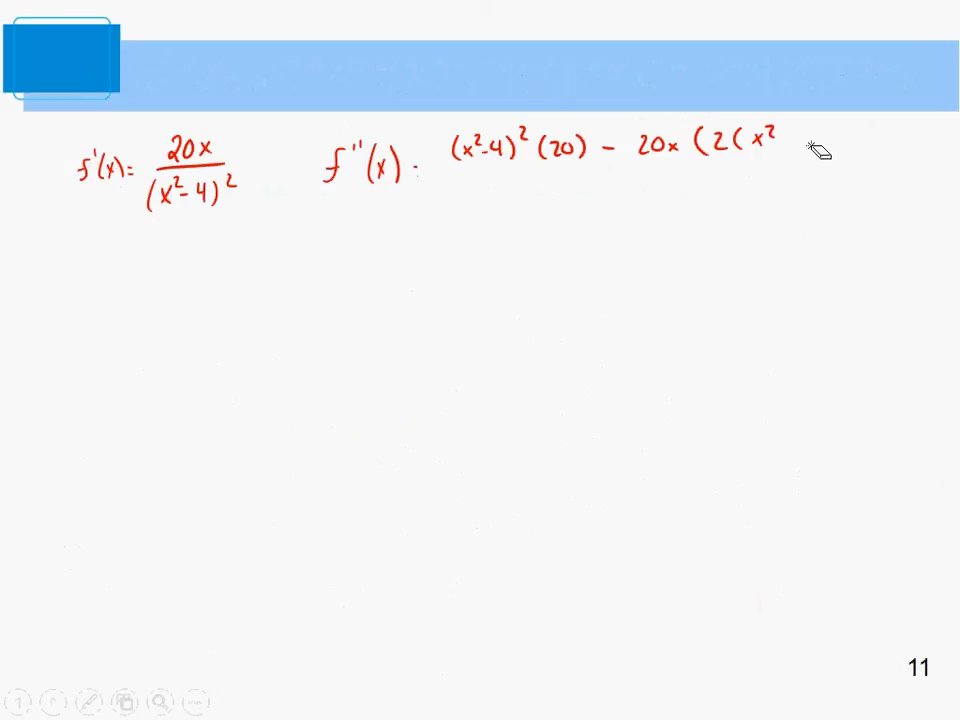 f'(x) = 20x / (x² - 4)²
f''(x) = (x² - 4)² (20) - 20x (2(x²
11